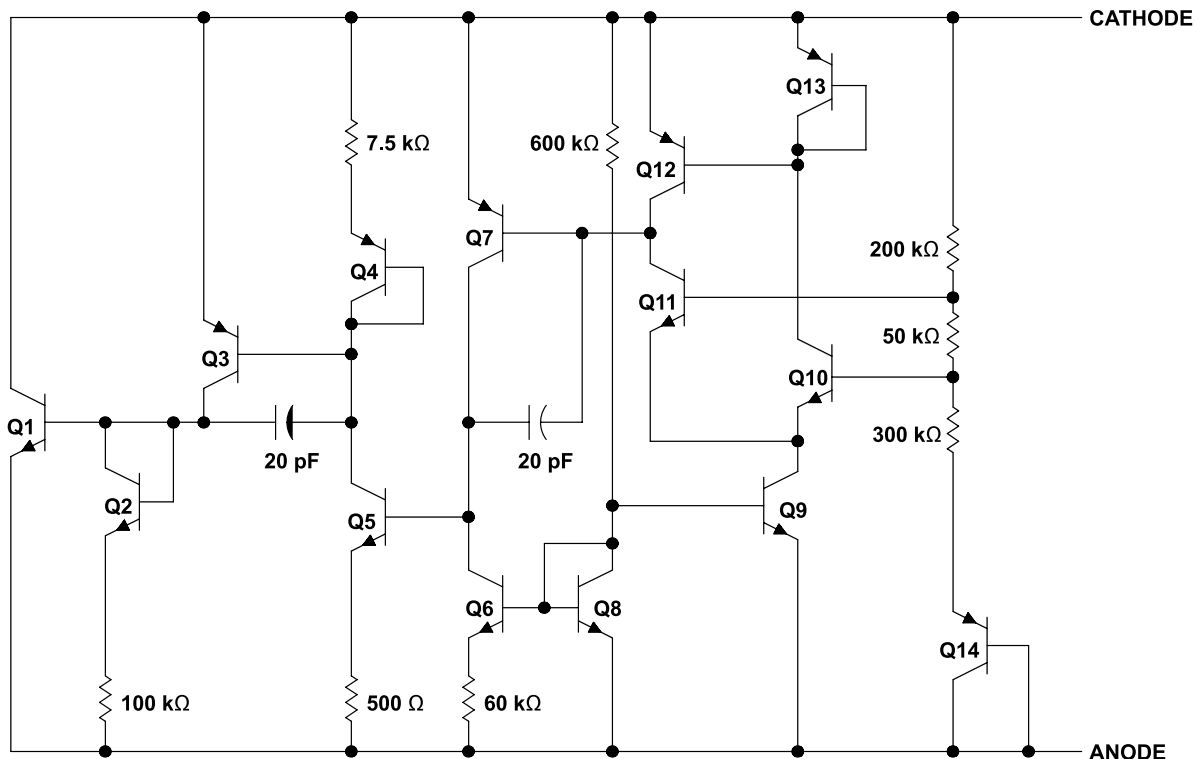 CATHODE
Q13
7.5 kΩ
600 kΩ
Q12
Q7
200 kΩ
Q4
Q11
50 kΩ
Q3
Q10
Q1
300 kΩ
20 pF
20 pF
Q2
Q5
Q9
Q6
Q8
Q14
100 kΩ
500 Ω
60 kΩ
ANODE